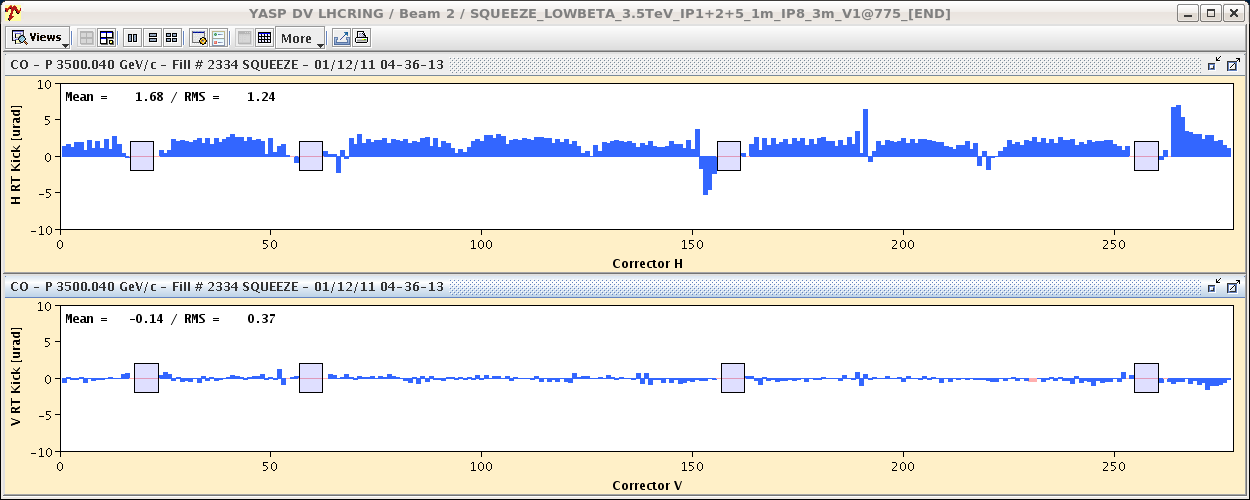 YASP DV LHCRING / Beam 2 / SQUEEZE_LOWBETA_3.5TeV_IP1+2+5_1m_IP8_3m_V1@775_[END]
Views More
CO - P 3500.040 GeV/c - Fill # 2334 SQUEEZE - 01/12/11 04-36-13
Mean = 1.68 / RMS = 1.24
H RT Kick [urad]
10
5
0
-5
-10
0 50 100 150 200 250
Corrector H
CO - P 3500.040 GeV/c - Fill # 2334 SQUEEZE - 01/12/11 04-36-13
Mean = -0.14 / RMS = 0.37
V RT Kick [urad]
10
5
0
-5
-10
0 50 100 150 200 250
Corrector V